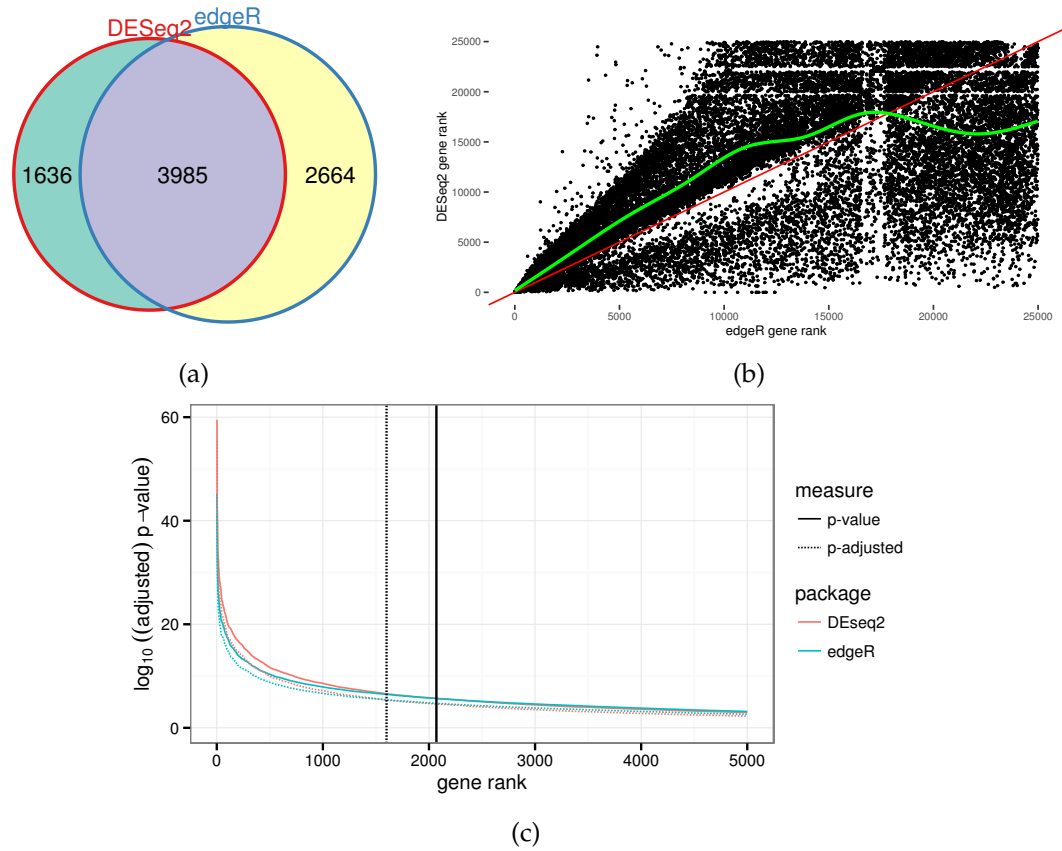 DESeq2
edgeR
1636
3985
2664
(a)
25000
20000
15000
10000
5000
0
DESeq2 gene rank
0
5000
10000
15000
20000
25000
edgeR gene rank
(b)
60
40
20
0
log10 ((adjusted) p−value)
0
1000
2000
3000
4000
5000
gene rank
measure
p−value
p−adjusted
package
DEseq2
edgeR
(c)